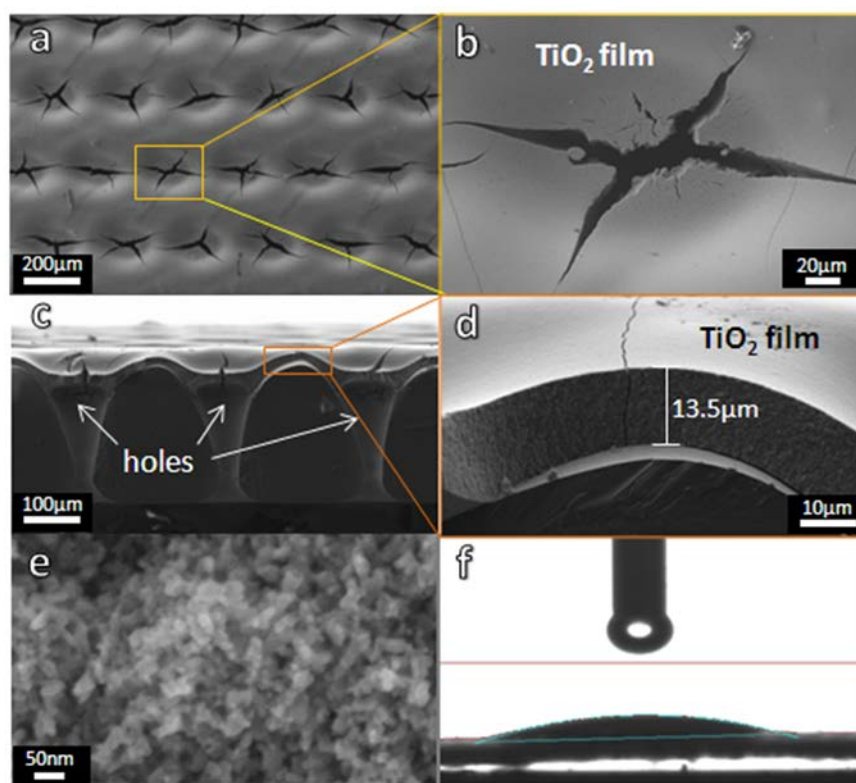 a
200μm
b
TiO₂ film
20μm
c
holes
100μm
d
TiO₂ film
13.5μm
10μm
e
50nm
f